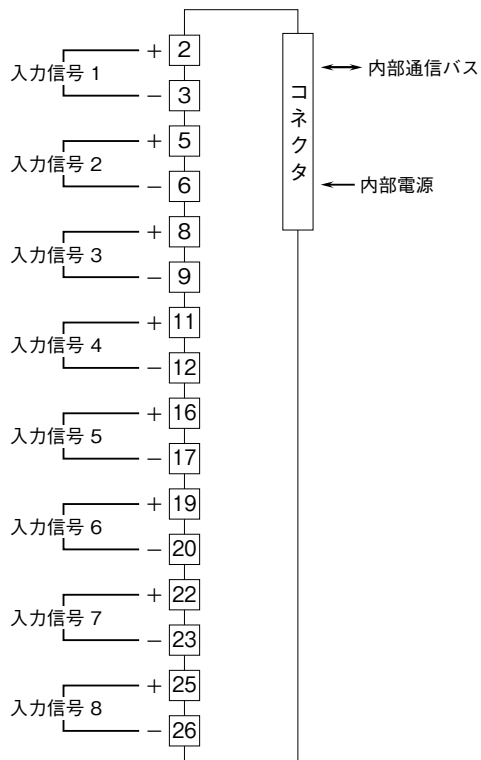 入力信号 1
+ 2
− 3
入力信号 2
+ 5
− 6
入力信号 3
+ 8
− 9
入力信号 4
+ 11
− 12
入力信号 5
+ 16
− 17
入力信号 6
+ 19
− 20
入力信号 7
+ 22
− 23
入力信号 8
+ 25
− 26
コネクタ
内部通信バス
内部電源